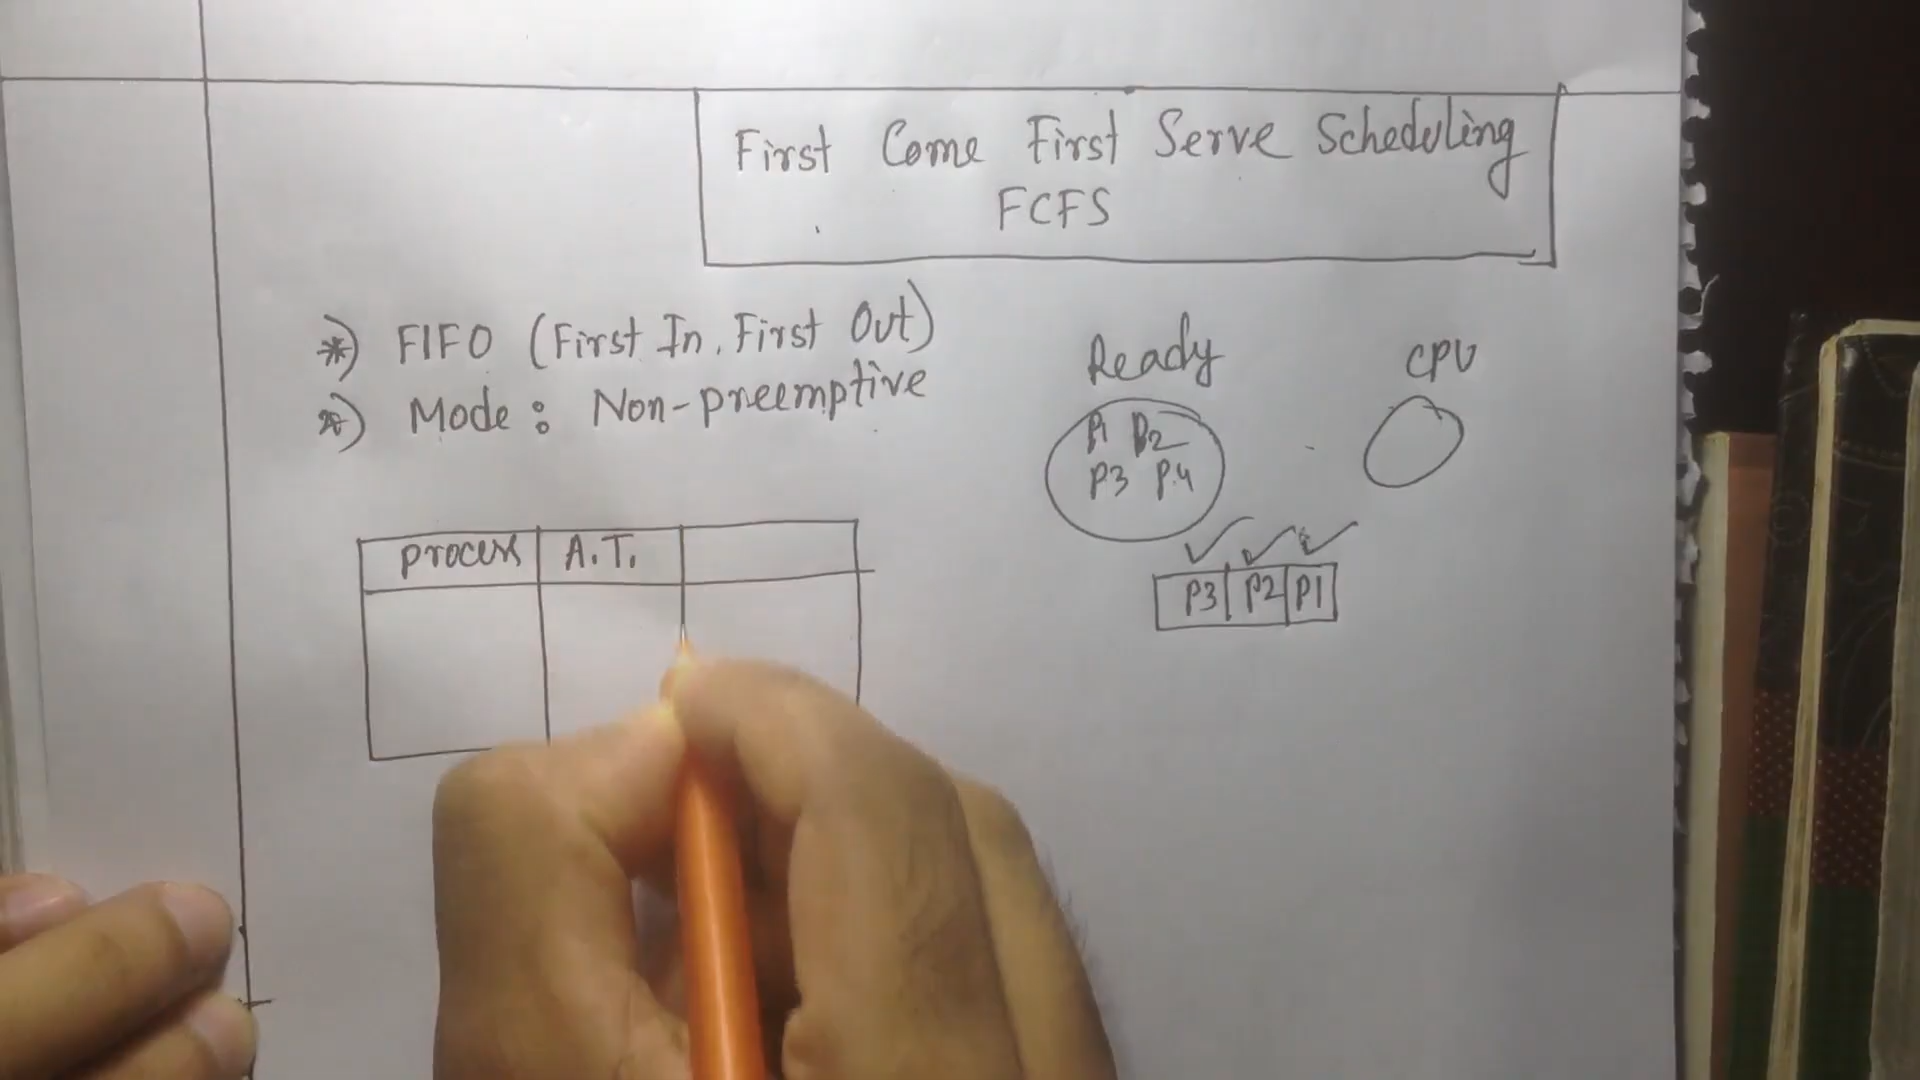 First Come First Serve Scheduling
FCFS
*) FIFO (First In, First Out)
*) Mode : Non-preemptive
Ready
CPU
P1 P2
P3 P4
process A.T.
P3 P2 P1